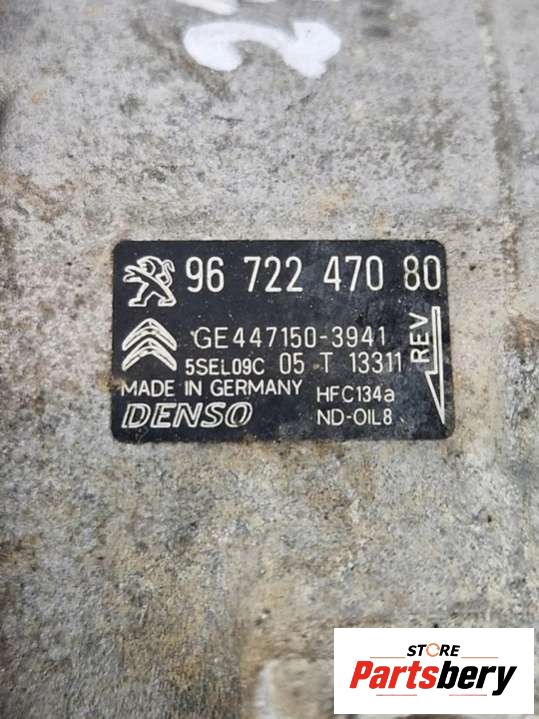 96 722 470 80
GE447150-3941
5SEL09C 05 T 13311
REV
MADE IN GERMANY HFC134a
DENSO ND-OIL8
STORE
Partsbery